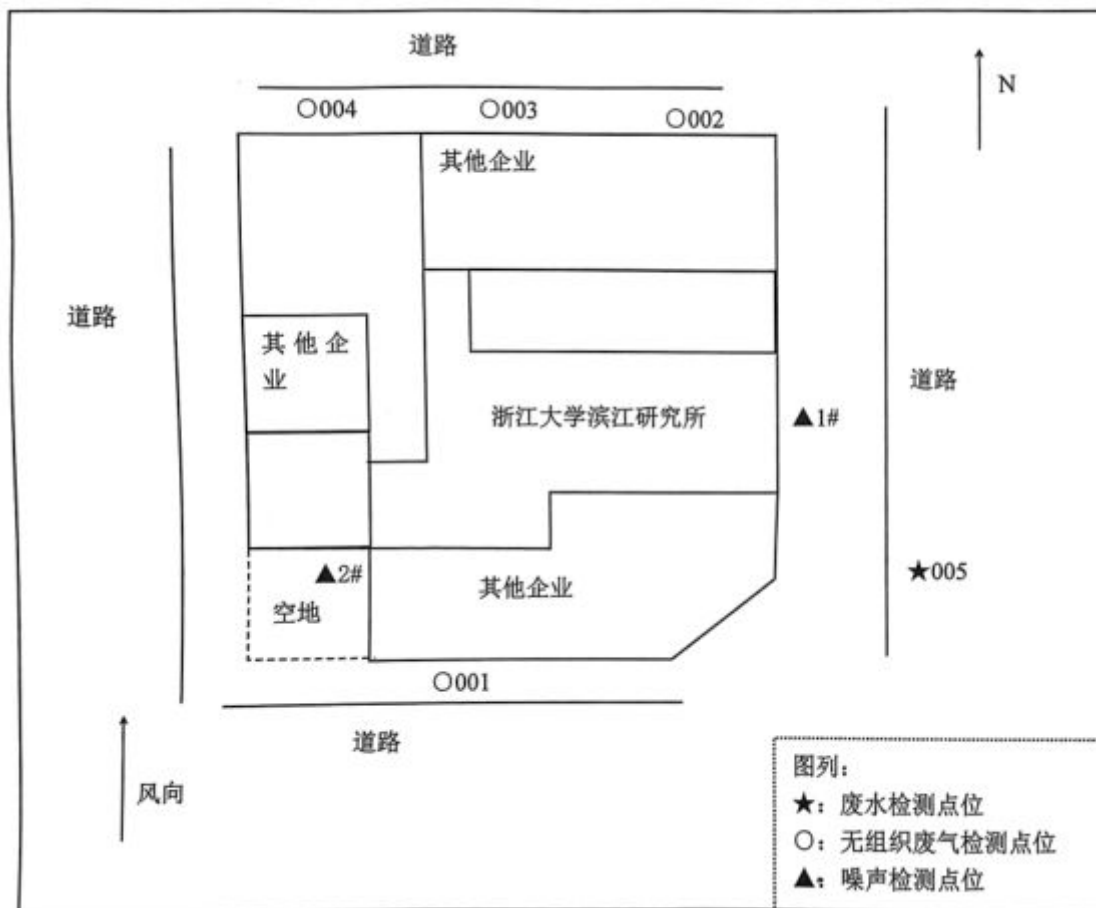 道路
N
○004
○003
○002
其他企业
道路
其他企
业
道路
浙江大学滨江研究所
▲1#
★005
▲2#
其他企业
空地
○001
道路
风向
图列：
★：废水检测点位
○：无组织废气检测点位
▲：噪声检测点位